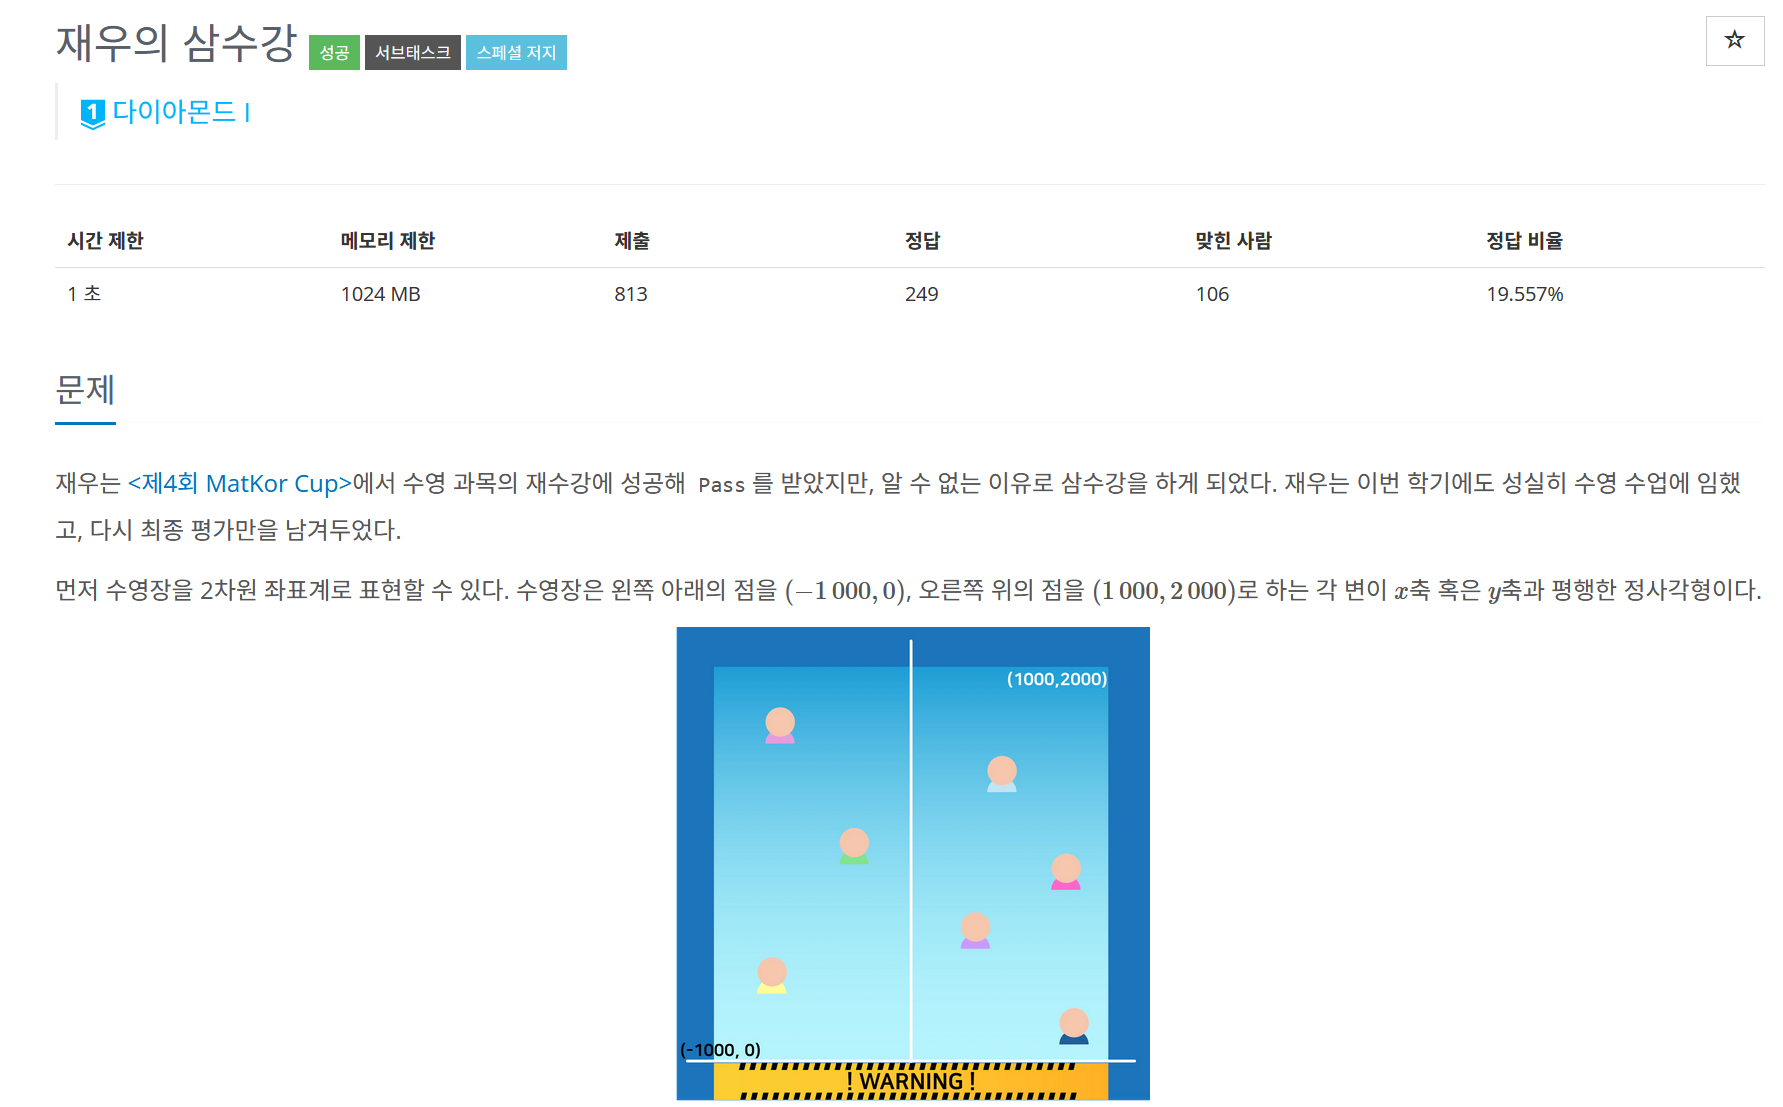 재우의 삼수강 성공 서브태스크 스페셜 저지
1 다이아몬드 I
시간 제한 메모리 제한 제출 정답 맞힌 사람 정답 비율
1 초 1024 MB 813 249 106 19.557%
문제
재우는 <제4회 MatKor Cup>에서 수영 과목의 재수강에 성공해 Pass 를 받았지만, 알 수 없는 이유로 삼수강을 하게 되었다. 재우는 이번 학기에도 성실히 수영 수업에 임했
고, 다시 최종 평가만을 남겨두었다.
먼저 수영장을 2차원 좌표계로 표현할 수 있다. 수영장은 왼쪽 아래의 점을 (−1 000, 0), 오른쪽 위의 점을 (1 000, 2 000)로 하는 각 변이 x축 혹은 y축과 평행한 정사각형이다.
(1000,2000)
(-1000, 0)
! WARNING !